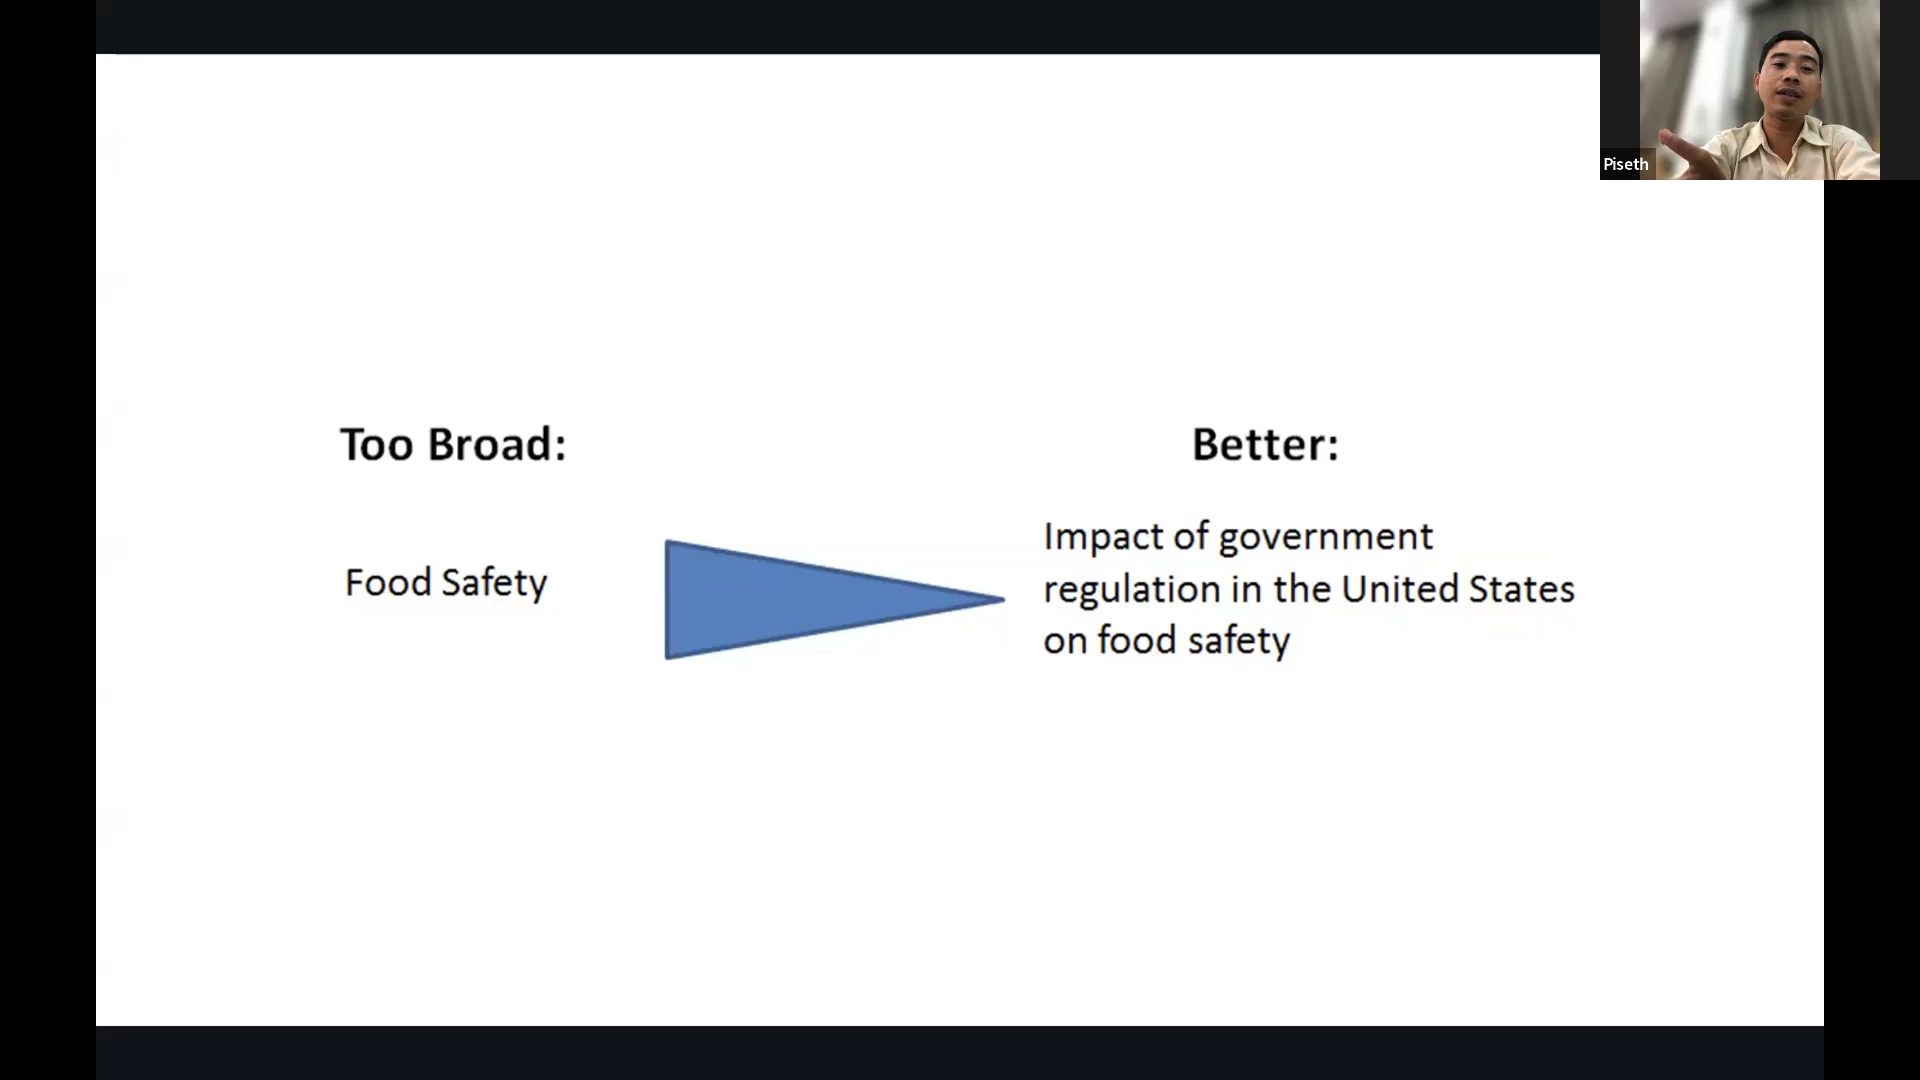 Piseth
Too Broad:
Food Safety
Better:
Impact of government
regulation in the United States
on food safety